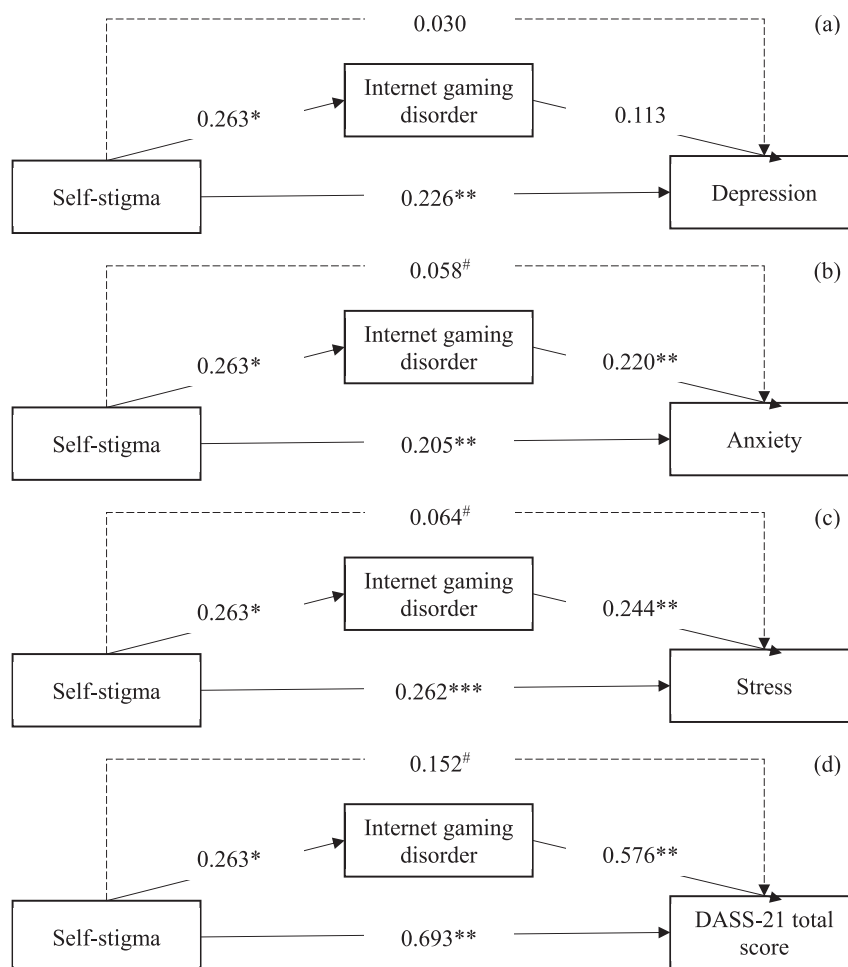 0.030 (a)
Internet gaming
disorder
0.263* 0.113
Self-stigma 0.226** Depression
0.058# (b)
Internet gaming
disorder
0.263* 0.220**
Self-stigma 0.205** Anxiety
0.064# (c)
Internet gaming
disorder
0.263* 0.244**
Self-stigma 0.262*** Stress
0.152# (d)
Internet gaming
disorder
0.263* 0.576**
Self-stigma 0.693** DASS-21 total
score